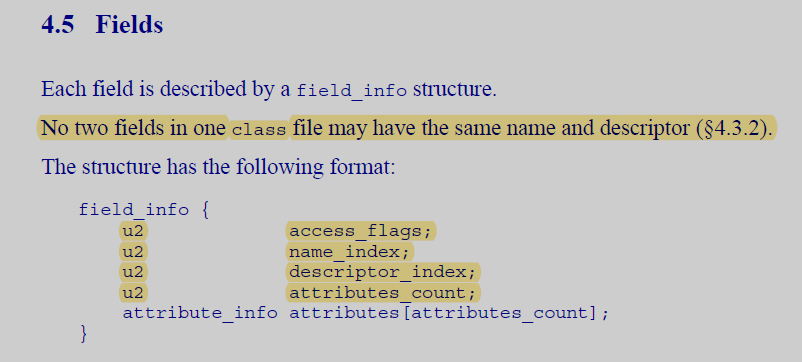 4.5 Fields
Each field is described by a field_info structure.
No two fields in one class file may have the same name and descriptor (§4.3.2).
The structure has the following format:
field_info {
u2 access_flags;
u2 name_index;
u2 descriptor_index;
u2 attributes_count;
attribute_info attributes[attributes_count];
}